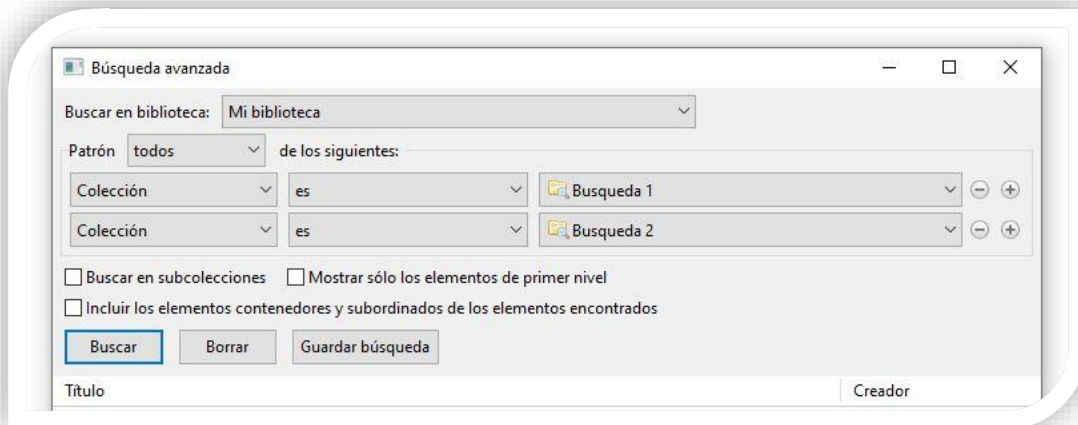 Búsqueda avanzada
Buscar en biblioteca: Mi biblioteca
Patrón todos de los siguientes:
Colección es Busqueda 1
Colección es Busqueda 2
Buscar en subcolecciones Mostrar sólo los elementos de primer nivel
Incluir los elementos contenedores y subordinados de los elementos encontrados
Buscar Borrar Guardar búsqueda
Título Creador